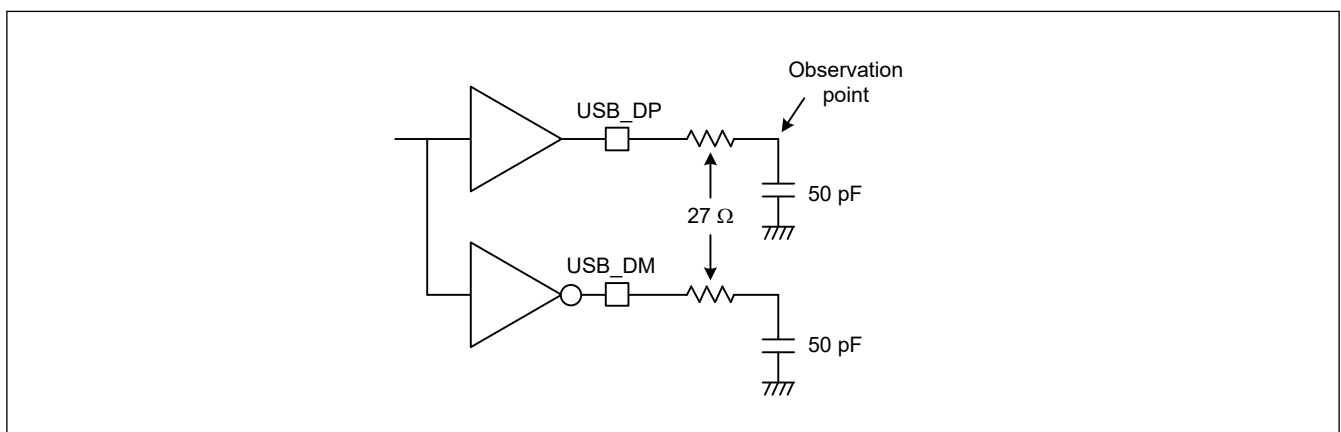 Observation
point
USB_DP
50 pF
27 Ω
USB_DM
50 pF